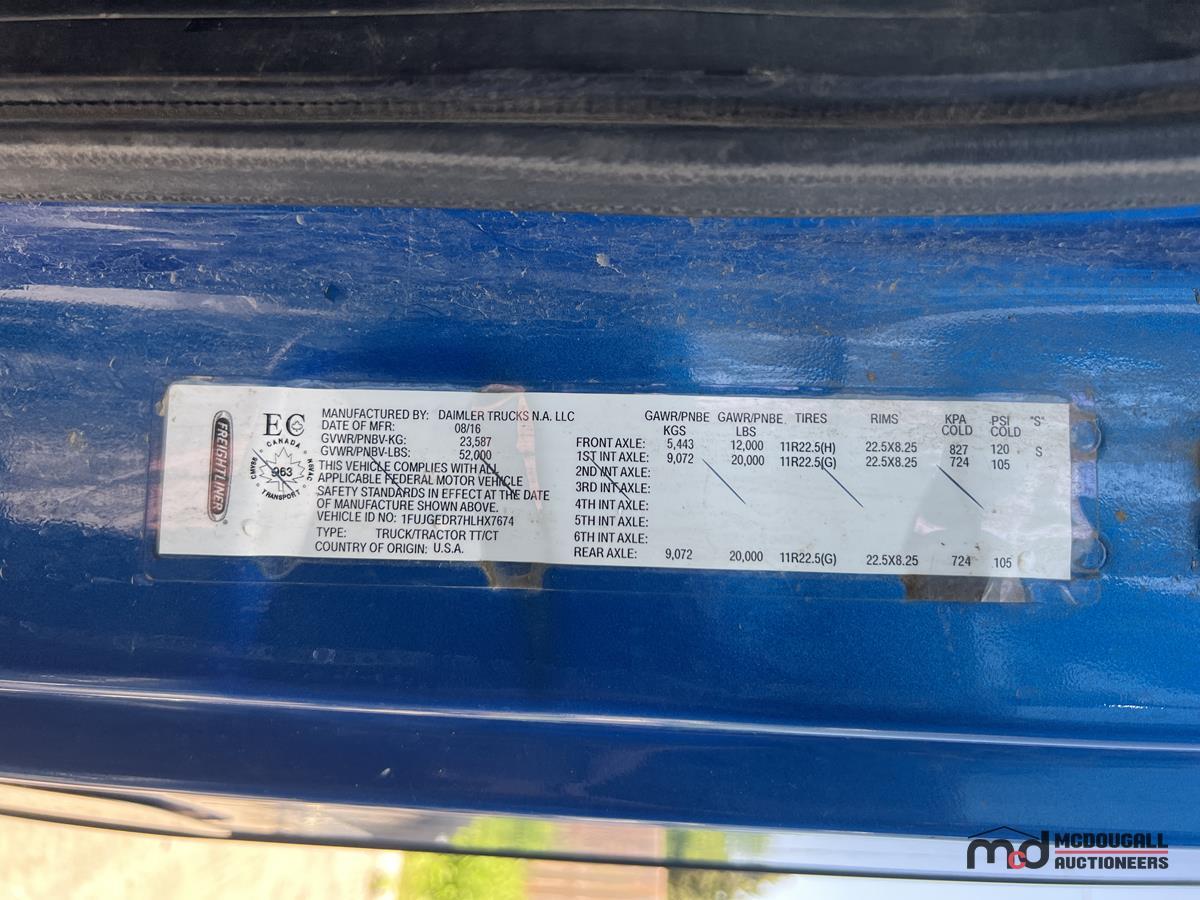 FREIGHTLINER
EC
CANADA
963
TRANSPORT
MANUFACTURED BY: DAIMLER TRUCKS N.A. LLC
DATE OF MFR: 08/16
GVWR/PNBV-KG: 23,587
GVWR/PNBV-LBS: 52,000
THIS VEHICLE COMPLIES WITH ALL
APPLICABLE FEDERAL MOTOR VEHICLE
SAFETY STANDARDS IN EFFECT AT THE DATE
OF MANUFACTURE SHOWN ABOVE.
VEHICLE ID NO: 1FUJGEDR7HLHX7674
TYPE: TRUCK/TRACTOR TT/CT
COUNTRY OF ORIGIN: U.S.A.
GAWR/PNBE GAWR/PNBE TIRES RIMS KPA PSI "S"
KGS LBS COLD COLD
FRONT AXLE: 5,443 12,000 11R22.5(H) 22.5X8.25 827 120 S
1ST INT AXLE: 9,072 20,000 11R22.5(G) 22.5X8.25 724 105
2ND INT AXLE:
3RD INT AXLE:
4TH INT AXLE:
5TH INT AXLE:
6TH INT AXLE:
REAR AXLE: 9,072 20,000 11R22.5(G) 22.5X8.25 724 105
mcd MCDOUGALL
AUCTIONEERS